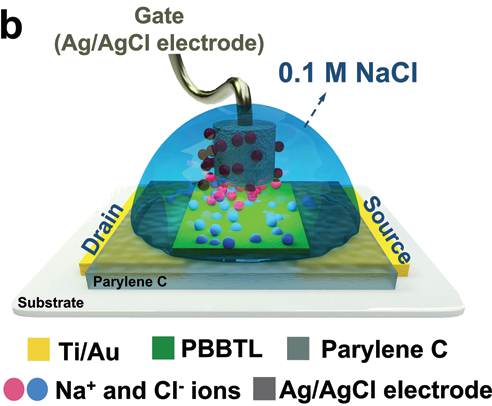 b
Gate
(Ag/AgCl electrode)
0.1 M NaCl
Drain
Source
Parylene C
Substrate
Ti/Au
PBBTL
Parylene C
Na⁺ and Cl⁻ ions
Ag/AgCl electrode